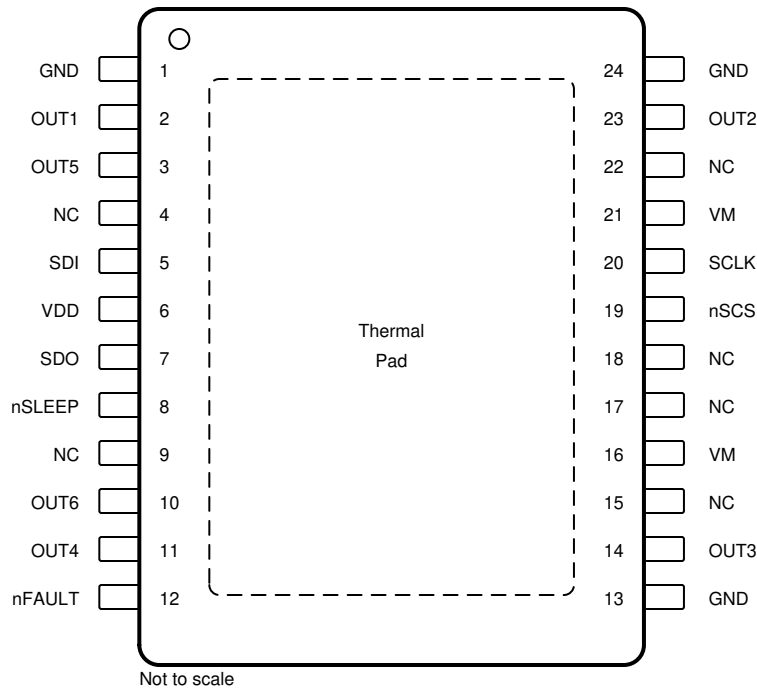 GND 1 24 GND
OUT1 2 23 OUT2
OUT5 3 22 NC
NC 4 21 VM
SDI 5 20 SCLK
VDD 6 19 nSCS
Thermal
Pad
SDO 7 18 NC
nSLEEP 8 17 NC
NC 9 16 VM
OUT6 10 15 NC
OUT4 11 14 OUT3
nFAULT 12 13 GND
Not to scale